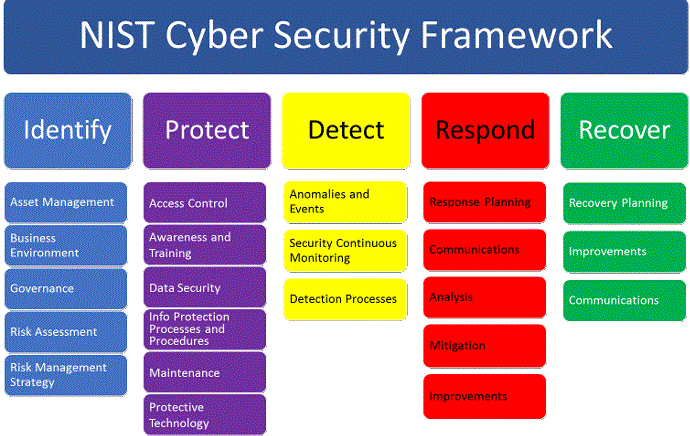 NIST Cyber Security Framework
Identify
Protect
Detect
Respond
Recover
Asset Management
Business
Environment
Governance
Risk Assessment
Risk Management
Strategy
Access Control
Awareness and
Training
Data Security
Info Protection
Processes and
Procedures
Maintenance
Protective
Technology
Anomalies and
Events
Security Continuous
Monitoring
Detection Processes
Response Planning
Communications
Analysis
Mitigation
Improvements
Recovery Planning
Improvements
Communications